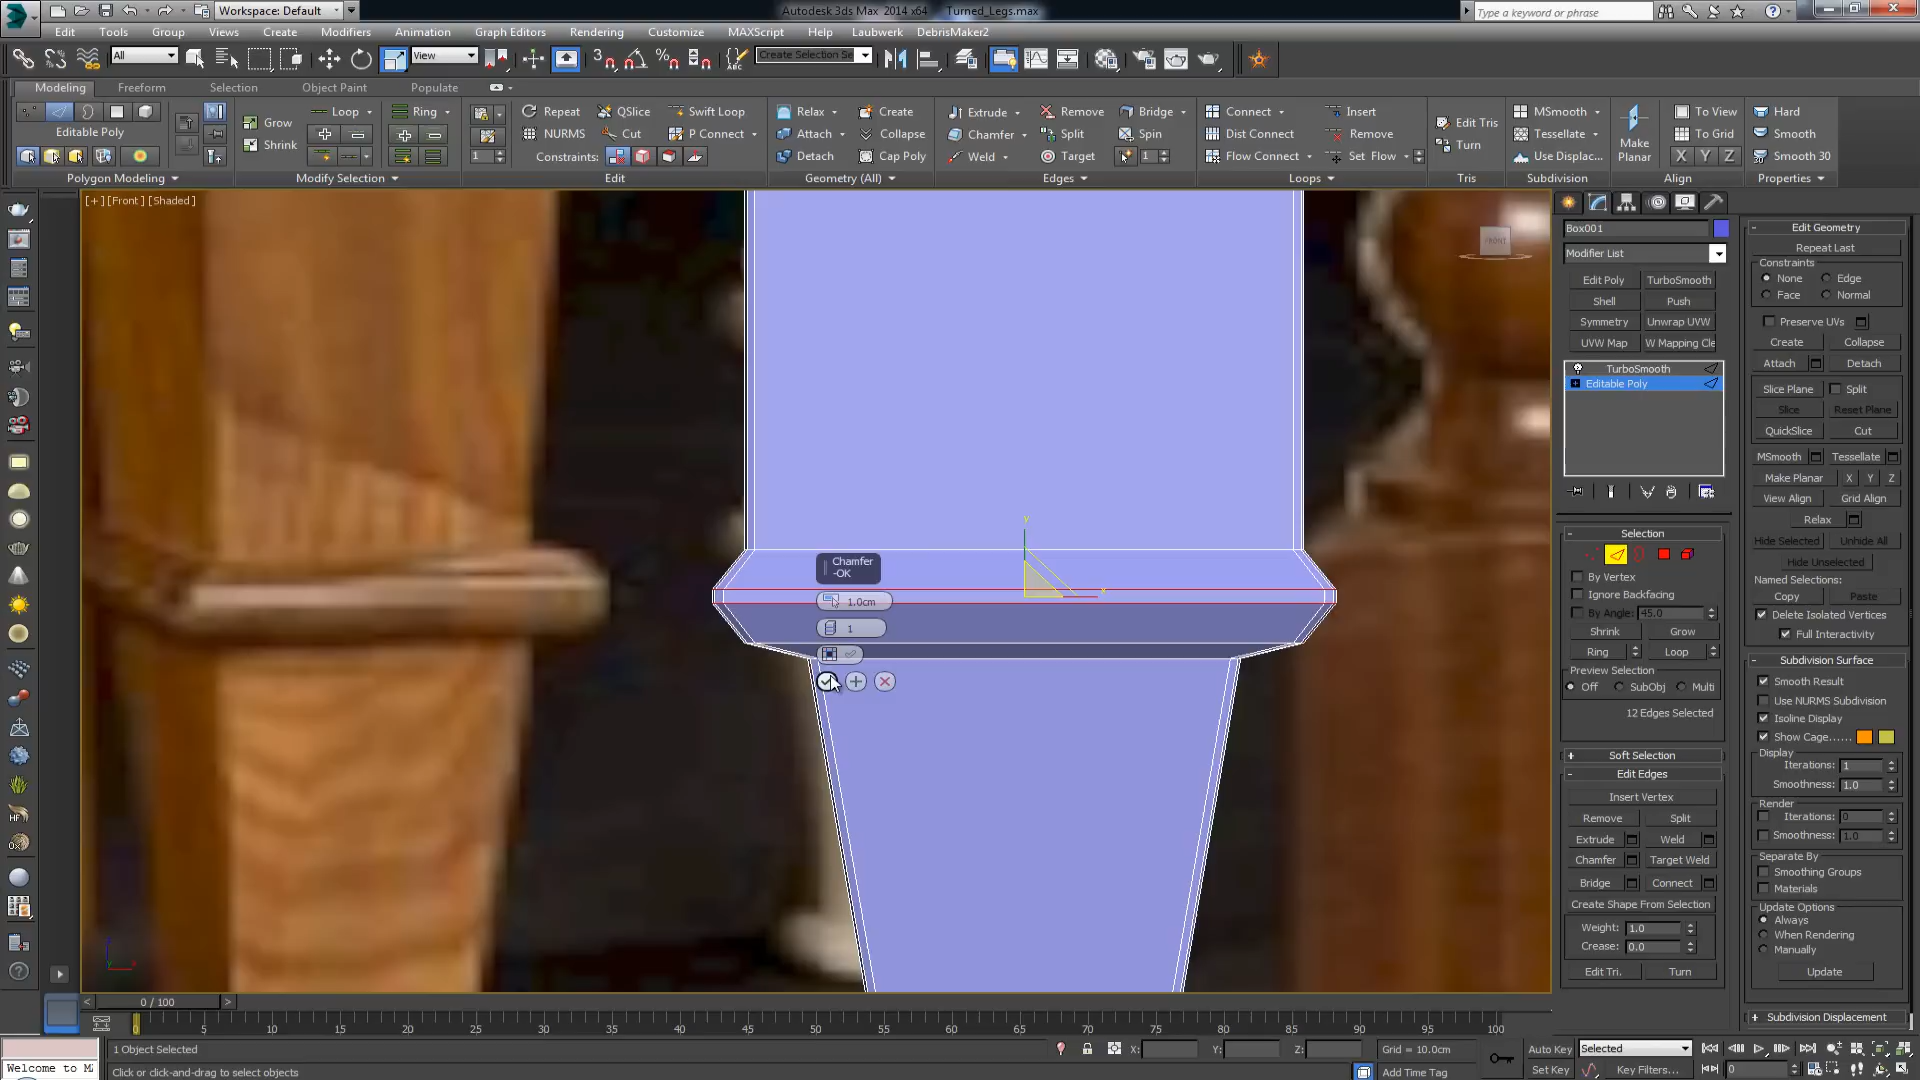 Workspace: Default
Autodesk 3ds Max 2014 x64 Turned_Legs.max
Type a keyword or phrase
Edit Tools Group Views Create Modifiers Animation Graph Editors Rendering Customize MAXScript Help Laubwerk DebrisMaker2
All View Create Selection Se
Modeling Freeform Selection Object Paint Populate
Loop Ring Repeat QSlice Swift Loop Relax Create Extrude Remove Bridge Connect Insert MSmooth To View Hard
Editable Poly Grow NURMS Cut P Connect Attach Collapse Chamfer Split Spin Dist Connect Remove Edit Tris Tessellate To Grid Smooth
Shrink 1 Constraints: Detach Cap Poly Weld Target 1 Flow Connect Set Flow Turn Use Displac... Make Planar X Y Z Smooth 30
Polygon Modeling Modify Selection Edit Geometry (All) Edges Loops Tris Subdivision Align Properties
[+] [Front] [Shaded]
FRONT
y
x
Chamfer
-OK
1.0cm
1
Box001
Modifier List
Edit Poly TurboSmooth
Shell Push
Symmetry Unwrap UVW
UVW Map W Mapping Cle
TurboSmooth
Editable Poly
Selection
By Vertex
Ignore Backfacing
By Angle: 45.0
Shrink Grow
Ring Loop
Preview Selection
Off SubObj Multi
12 Edges Selected
Soft Selection
Edit Edges
Insert Vertex
Remove Split
Extrude Weld
Chamfer Target Weld
Bridge Connect
Create Shape From Selection
Weight: 1.0
Crease: 0.0
Edit Tri. Turn
Edit Geometry
Repeat Last
Constraints
None Edge
Face Normal
Preserve UVs
Create Collapse
Attach Detach
Slice Plane Split
Slice Reset Plane
QuickSlice Cut
MSmooth Tessellate
Make Planar X Y Z
View Align Grid Align
Relax
Hide Selected Unhide All
Hide Unselected
Named Selections:
Copy Paste
Delete Isolated Vertices
Full Interactivity
Subdivision Surface
Smooth Result
Use NURMS Subdivision
Isoline Display
Show Cage......
Display
Iterations: 1
Smoothness: 1.0
Render
Iterations: 0
Smoothness: 1.0
Separate By
Smoothing Groups
Materials
Update Options
Always
When Rendering
Manually
Update
Subdivision Displacement
< 0 / 100 >
0 5 10 15 20 25 30 35 40 45 50 55 60 65 70 75 80 85 90 95 100
1 Object Selected X: Y: Z: Grid = 10.0cm Auto Key Selected
Welcome to M Click or click-and-drag to select objects Add Time Tag Set Key Key Filters... 0